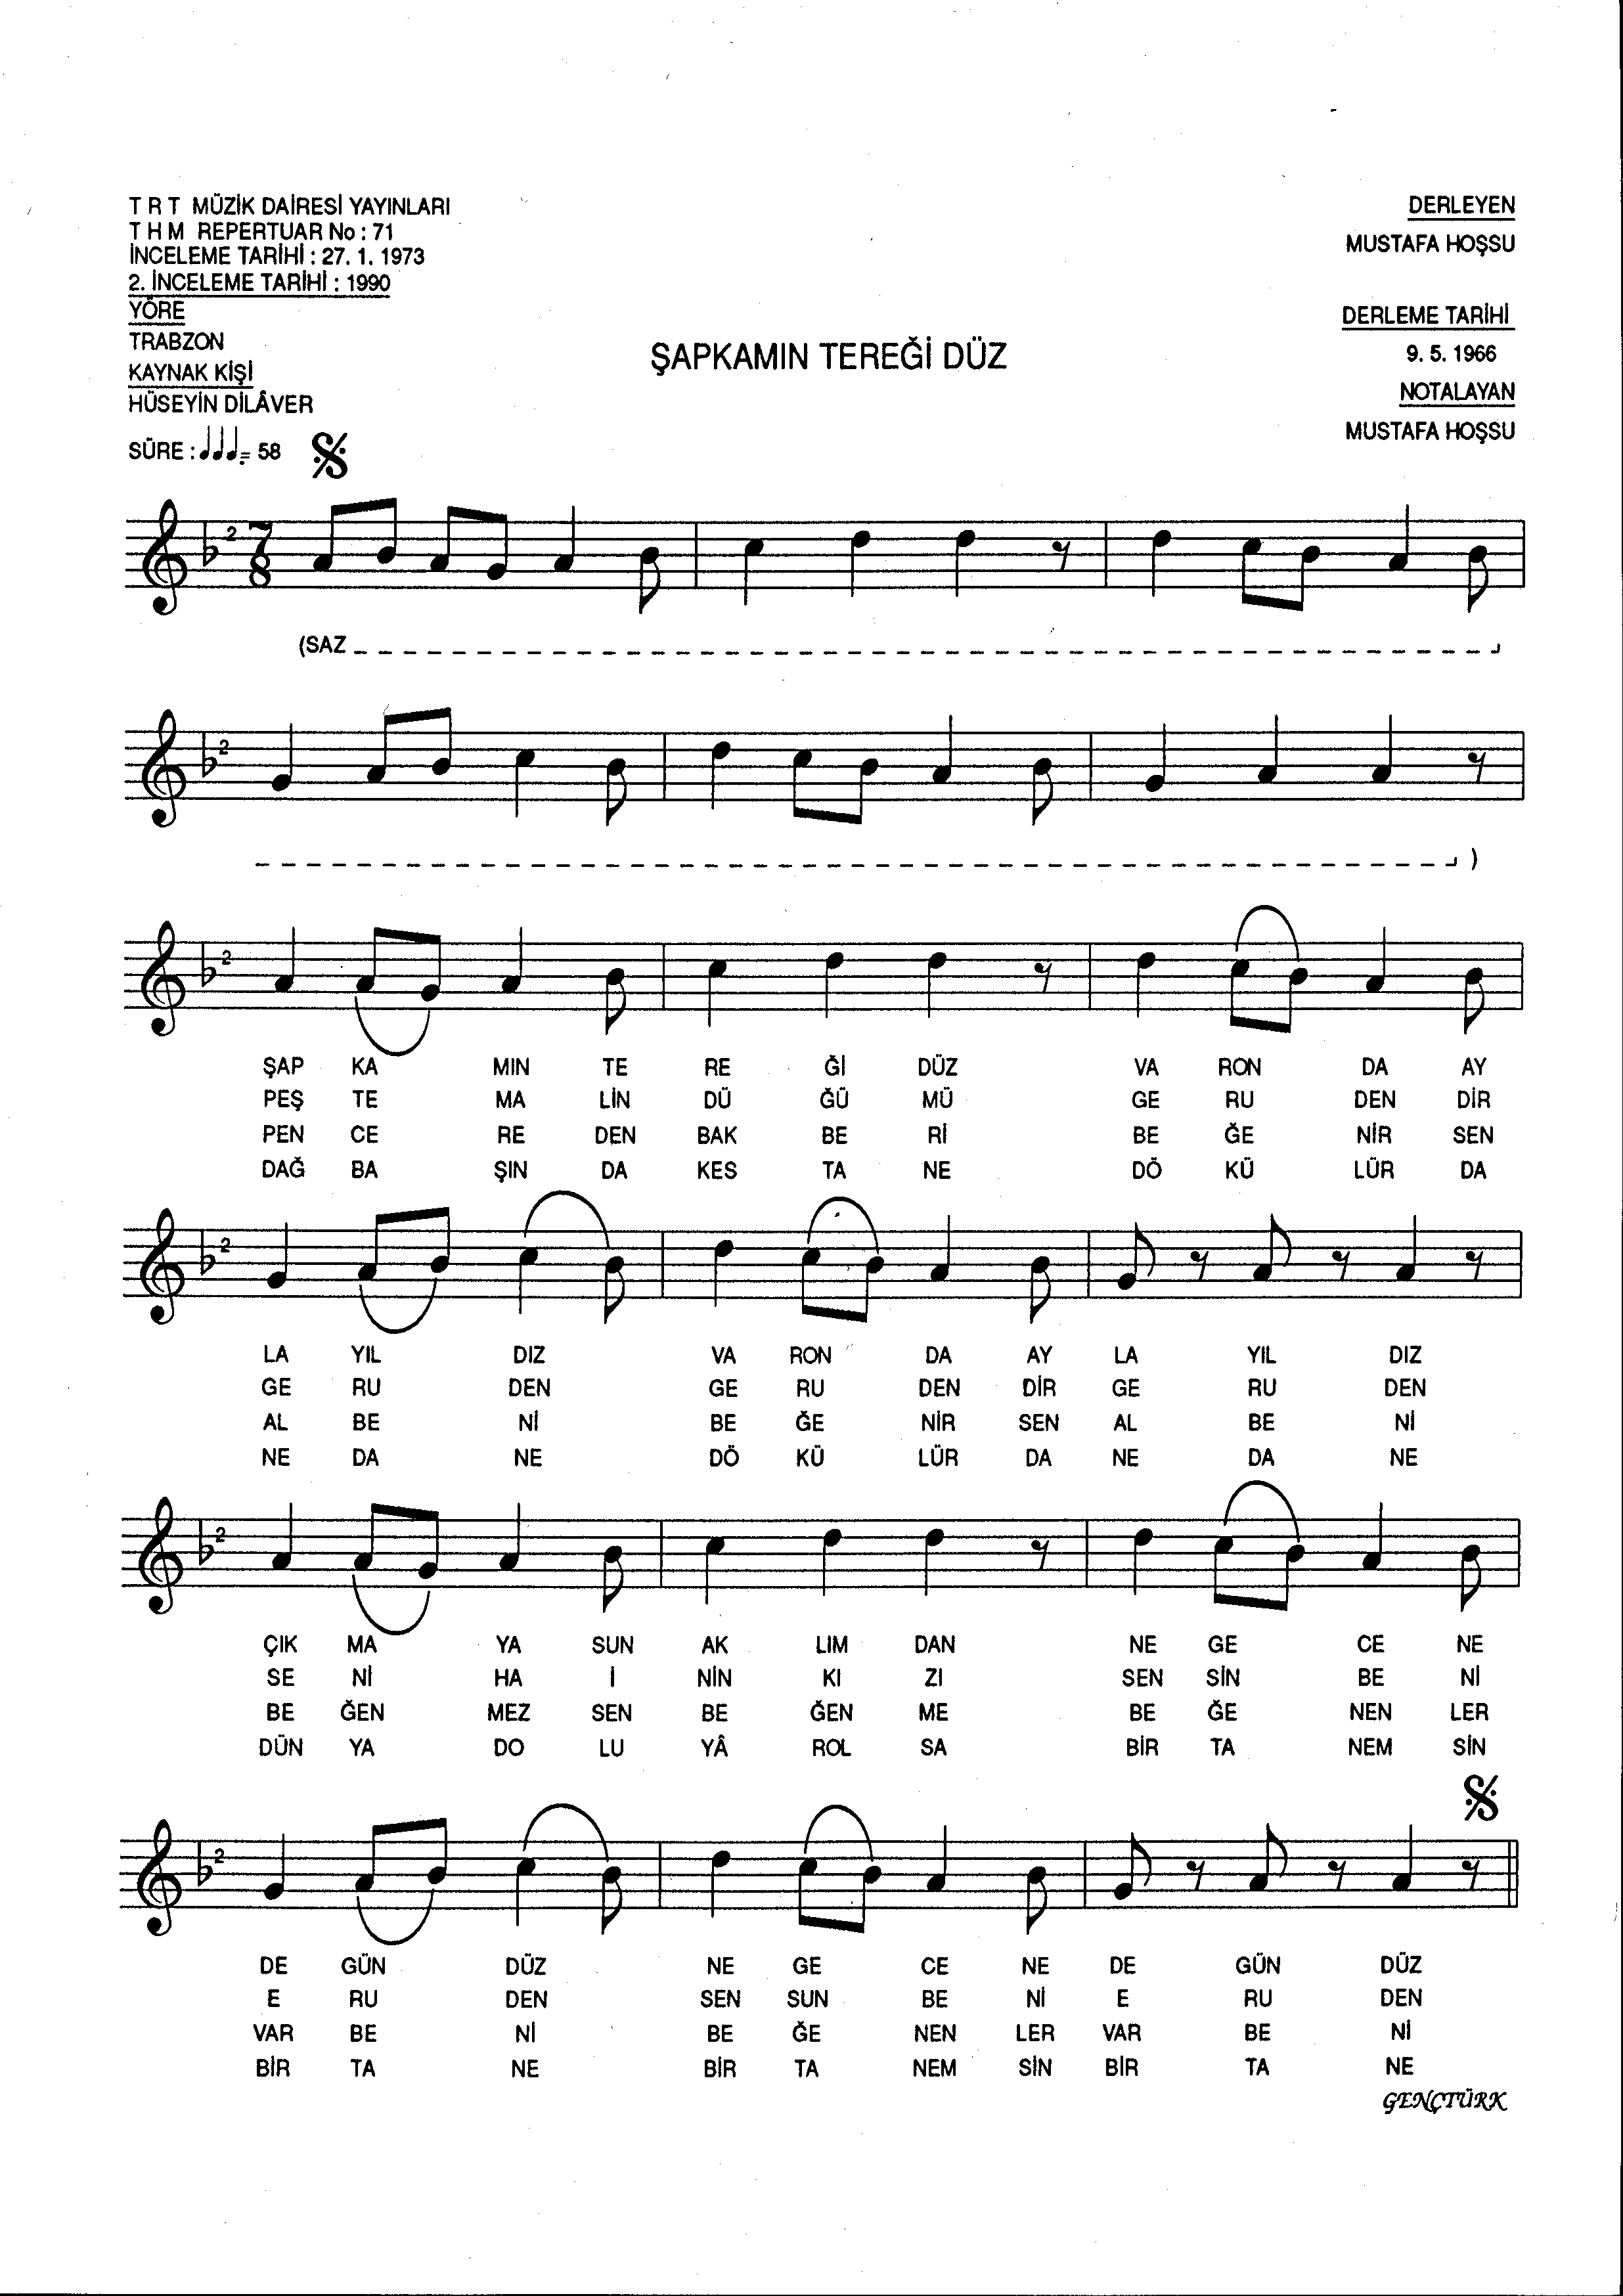 T R T MÜZİK DAİRESİ YAYINLARI
T H M REPERTUAR No : 71
İNCELEME TARİHİ : 27. 1. 1973
2. İNCELEME TARİHİ : 1990
YÖRE
TRABZON
KAYNAK KİŞİ
HÜSEYİN DİLÂVER
SÜRE : = 58
DERLEYEN
MUSTAFA HOŞSU
DERLEME TARİHİ
9. 5. 1966
NOTALAYAN
MUSTAFA HOŞSU
ŞAPKAMIN TEREĞİ DÜZ
2 7 8
(SAZ
2
)
2
ŞAP KA MIN TE RE Ğİ DÜZ VA RON DA AY
PEŞ TE MA LİN DÜ ĞÜ MÜ GE RU DEN DİR
PEN CE RE DEN BAK BE Rİ BE ĞE NİR SEN
DAĞ BA ŞIN DA KES TA NE DÖ KÜ LÜR DA
2
LA YIL DIZ VA RON DA AY LA YIL DIZ
GE RU DEN GE RU DEN DİR GE RU DEN
AL BE Nİ BE ĞE NİR SEN AL BE Nİ
NE DA NE DÖ KÜ LÜR DA NE DA NE
2
ÇIK MA YA SUN AK LIM DAN NE GE CE NE
SE Nİ HA İ NİN KI ZI SEN SİN BE Nİ
BE ĞEN MEZ SEN BE ĞEN ME BE ĞE NEN LER
DÜN YA DO LU YÂ ROL SA BİR TA NEM SİN
2
DE GÜN DÜZ NE GE CE NE DE GÜN DÜZ
E RU DEN SEN SUN BE Nİ E RU DEN
VAR BE Nİ BE ĞE NEN LER VAR BE Nİ
BİR TA NE BİR TA NEM SİN BİR TA NE
GENÇTÜRK